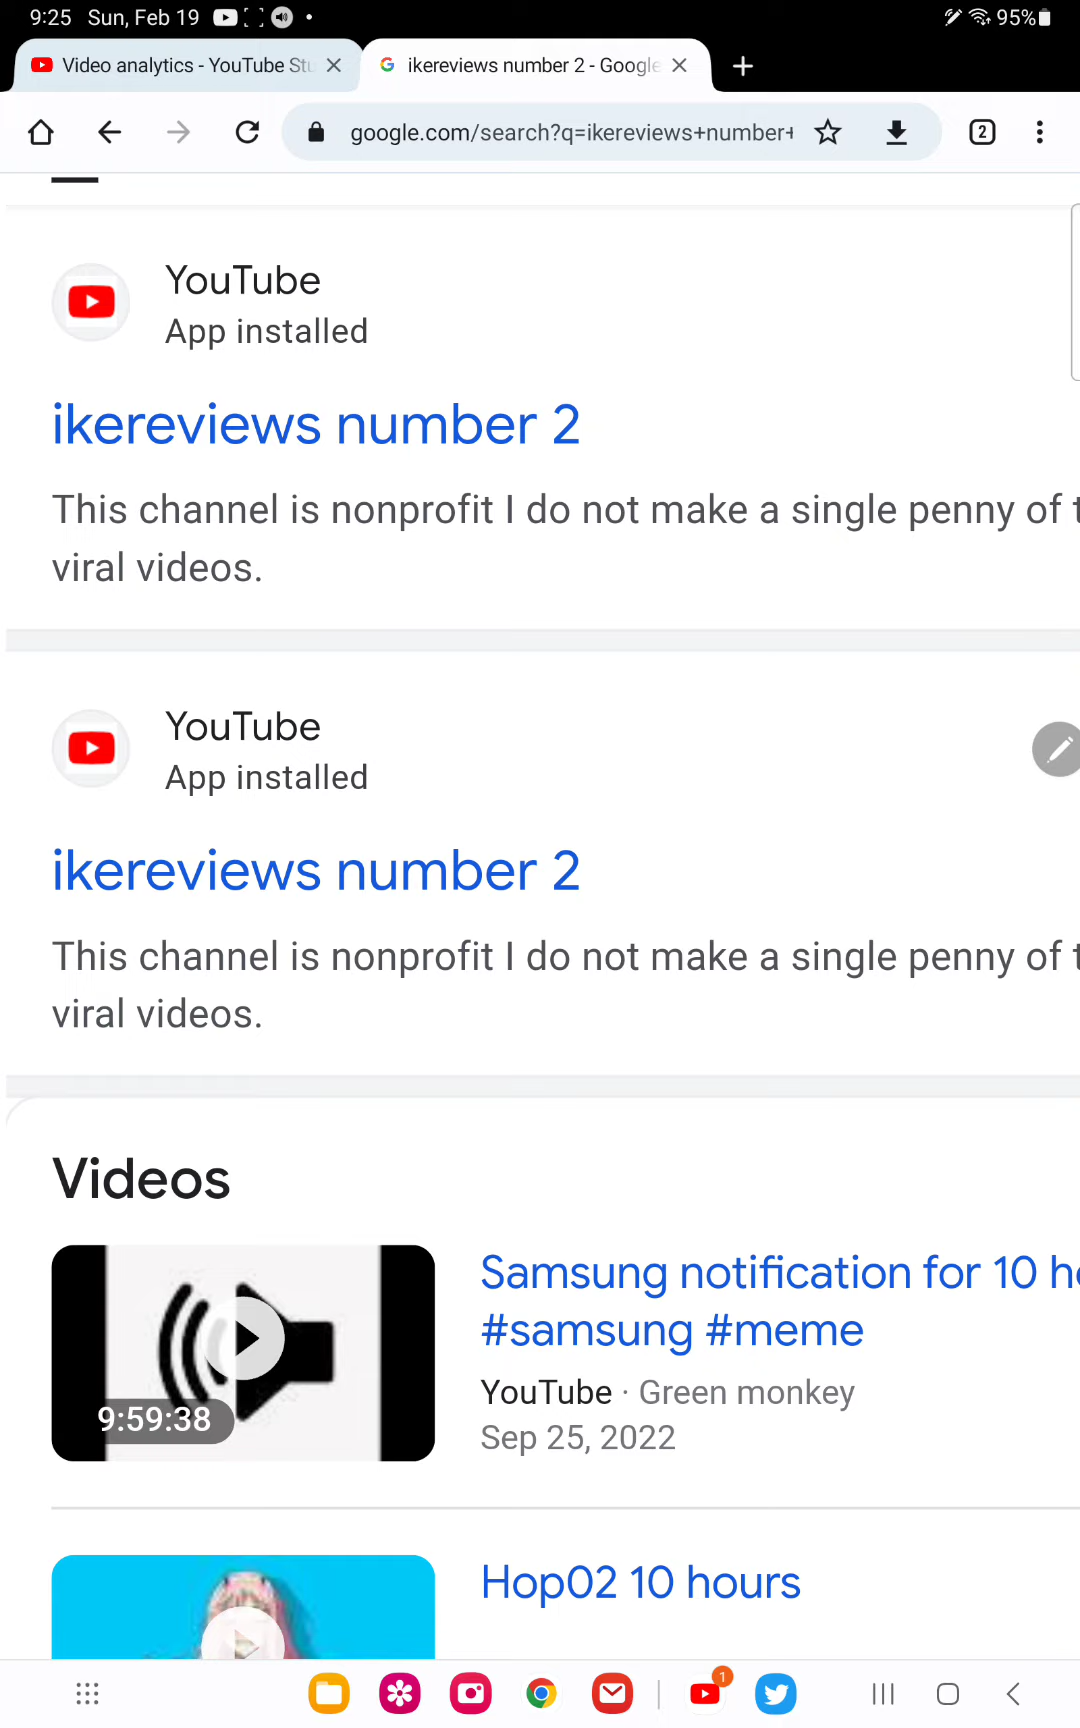 9:25 Sun, Feb 19 95%
Video analytics - YouTube Stu
ikereviews number 2 - Google
google.com/search?q=ikereviews+number+
2
YouTube
App installed
ikereviews number 2
This channel is nonprofit I do not make a single penny of
viral videos.
YouTube
App installed
ikereviews number 2
This channel is nonprofit I do not make a single penny of
viral videos.
Videos
9:59:38
Samsung notification for 10
#samsung #meme
YouTube · Green monkey
Sep 25, 2022
Hop02 10 hours
1